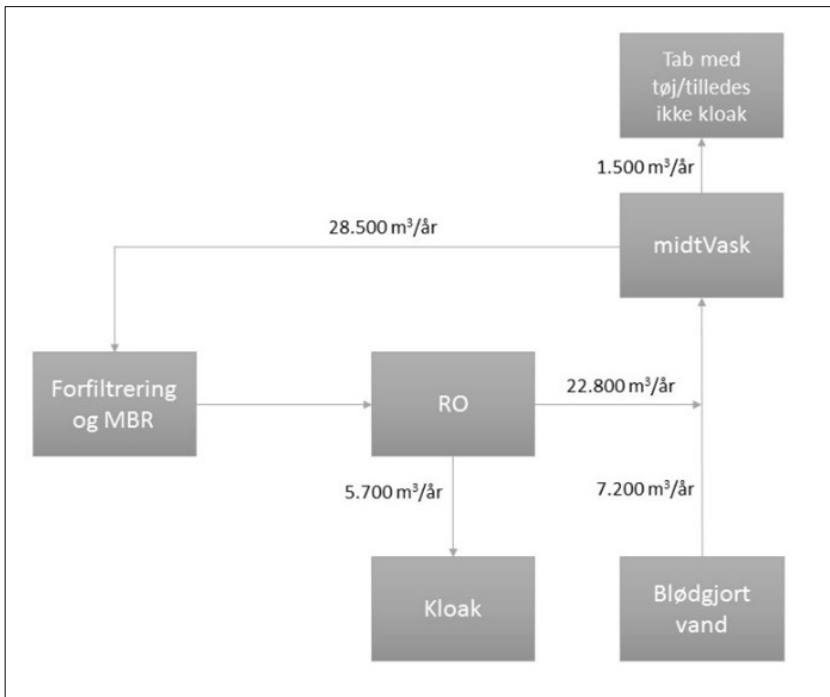 Tab med
tøj/tilledes
ikke kloak
1.500 m³/år
28.500 m³/år
midtVask
Forfiltrering
og MBR
RO
22.800 m³/år
5.700 m³/år
7.200 m³/år
Kloak
Blødgjort
vand